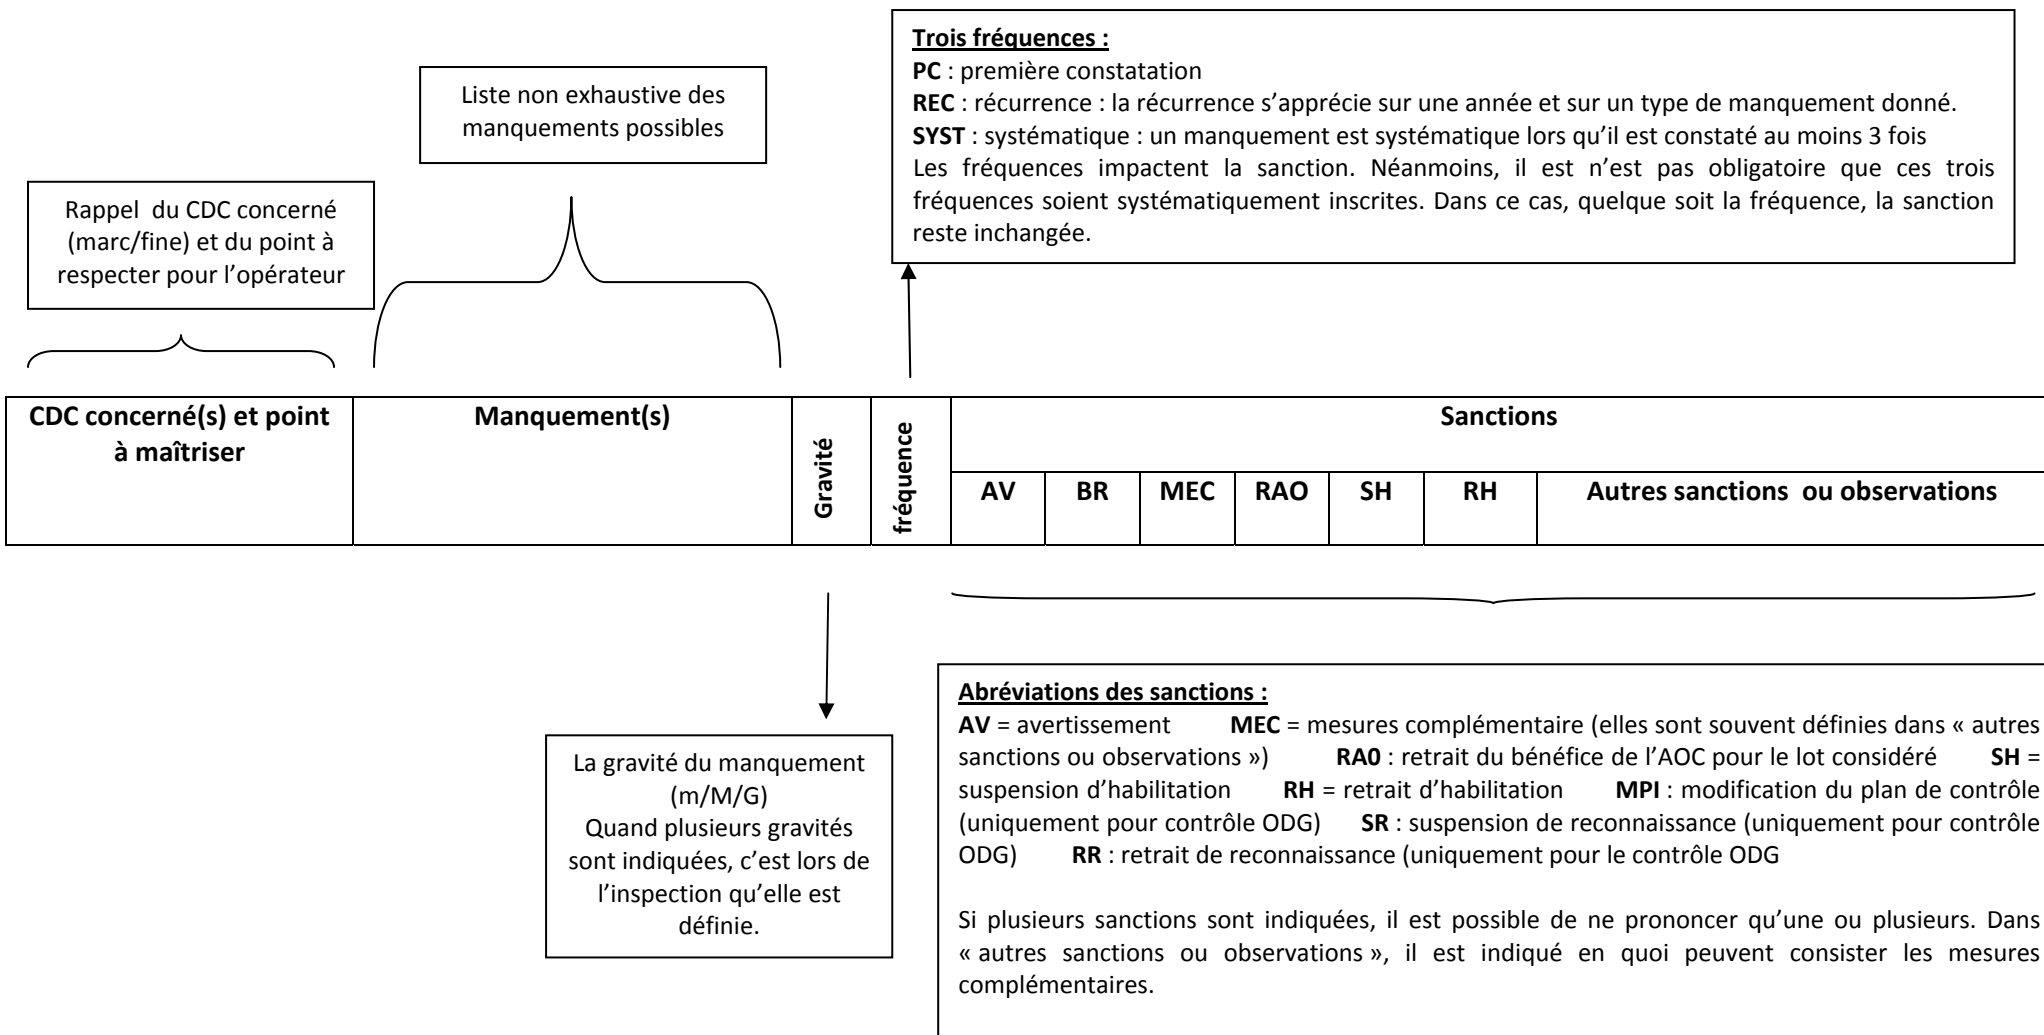 Trois fréquences :
PC : première constatation
REC : récurrence : la récurrence s’apprécie sur une année et sur un type de manquement donné.
SYST : systématique : un manquement est systématique lors qu’il est constaté au moins 3 fois
Les fréquences impactent la sanction. Néanmoins, il est n’est pas obligatoire que ces trois
fréquences soient systématiquement inscrites. Dans ce cas, quelque soit la fréquence, la sanction
reste inchangée.
Liste non exhaustive des
manquements possibles
Rappel du CDC concerné
(marc/fine) et du point à
respecter pour l’opérateur
CDC concerné(s) et point
à maîtriser
Manquement(s)
Gravité
fréquence
Sanctions
AV
BR
MEC
RAO
SH
RH
Autres sanctions ou observations
La gravité du manquement
(m/M/G)
Quand plusieurs gravités
sont indiquées, c’est lors de
l’inspection qu’elle est
définie.
Abréviations des sanctions :
AV = avertissement MEC = mesures complémentaire (elles sont souvent définies dans « autres
sanctions ou observations ») RA0 : retrait du bénéfice de l’AOC pour le lot considéré SH =
suspension d’habilitation RH = retrait d’habilitation MPI : modification du plan de contrôle
(uniquement pour contrôle ODG) SR : suspension de reconnaissance (uniquement pour contrôle
ODG) RR : retrait de reconnaissance (uniquement pour le contrôle ODG
Si plusieurs sanctions sont indiquées, il est possible de ne prononcer qu’une ou plusieurs. Dans
« autres sanctions ou observations », il est indiqué en quoi peuvent consister les mesures
complémentaires.